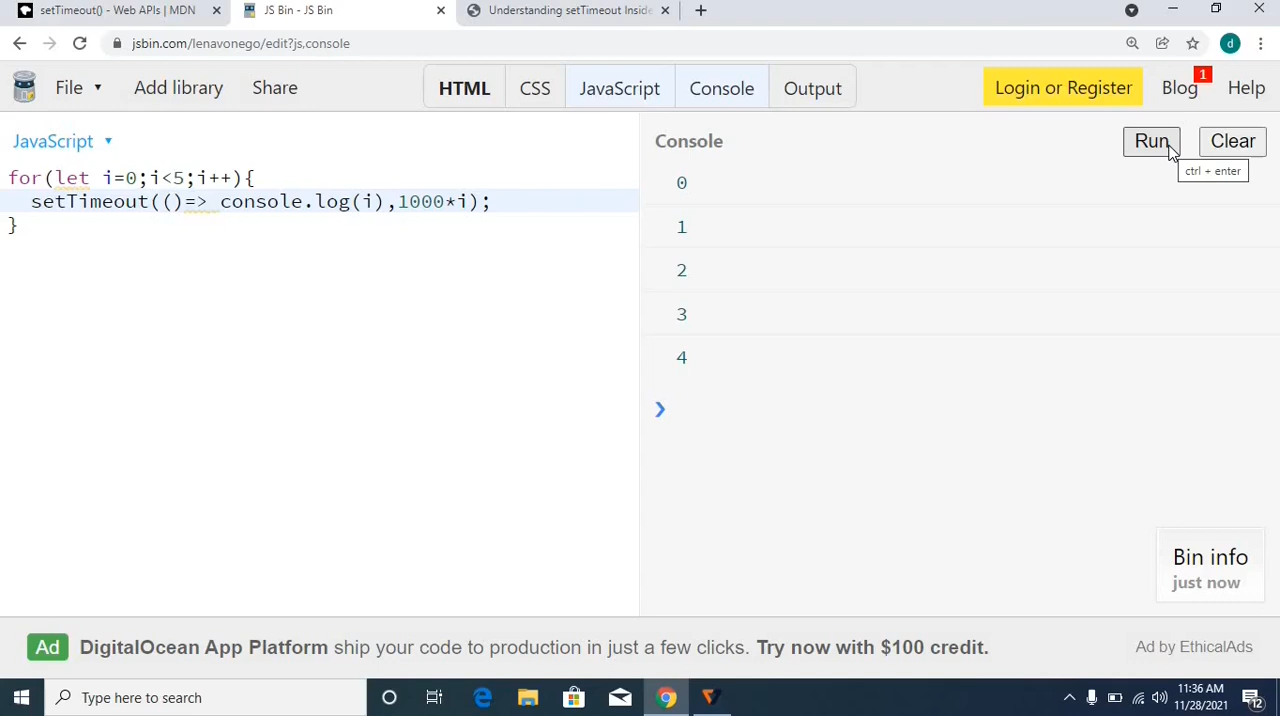 setTimeout() - Web APIs | MDN
JS Bin - JS Bin
Understanding setTimeout Inside
jsbin.com/lenavonego/edit?js,console
d
File
Add library
Share
HTML
CSS
JavaScript
Console
Output
Login or Register
Blog
1
Help
JavaScript
for(let i=0;i<5;i++){
setTimeout(()=> console.log(i),1000*i);
}
Console
Run
Clear
ctrl + enter
0
1
2
3
4
Bin info
just now
Ad
DigitalOcean App Platform ship your code to production in just a few clicks. Try now with $100 credit.
Ad by EthicalAds
Type here to search
11:36 AM
11/28/2021
12